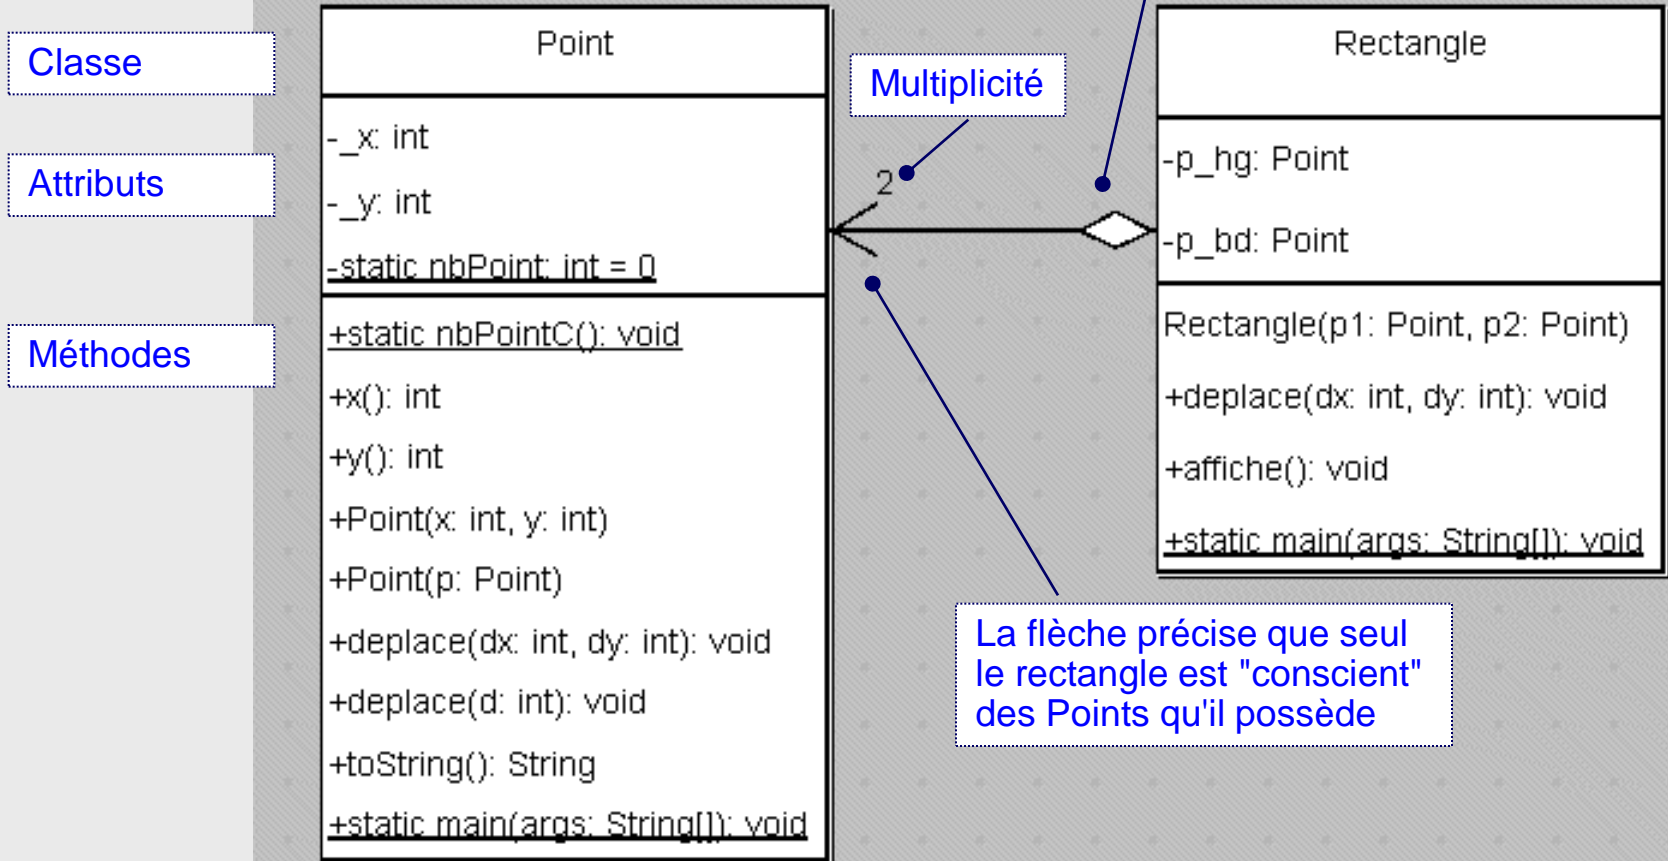 Classe
Attributs
Méthodes
Point
-_x: int
-_y: int
-static nbPoint: int = 0
+static nbPointC(): void
+x(): int
+y(): int
+Point(x: int, y: int)
+Point(p: Point)
+deplace(dx: int, dy: int): void
+deplace(d: int): void
+toString(): String
+static main(args: String[]): void
Multiplicité
2
Rectangle
-p_hg: Point
-p_bd: Point
Rectangle(p1: Point, p2: Point)
+deplace(dx: int, dy: int): void
+affiche(): void
+static main(args: String[]): void
La flèche précise que seul
le rectangle est "conscient"
des Points qu'il possède